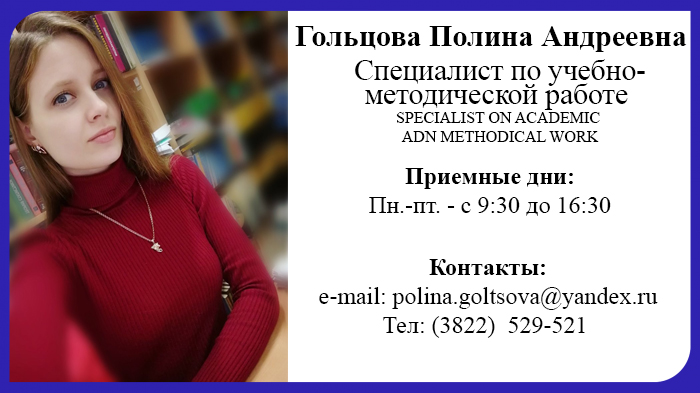 Гольцова Полина Андреевна
Специалист по учебно-
методической работе
SPECIALIST ON ACADEMIC
ADN METHODICAL WORK
Приемные дни:
Пн.-пт. - с 9:30 до 16:30
Контакты:
e-mail: polina.goltsova@yandex.ru
Тел: (3822) 529-521